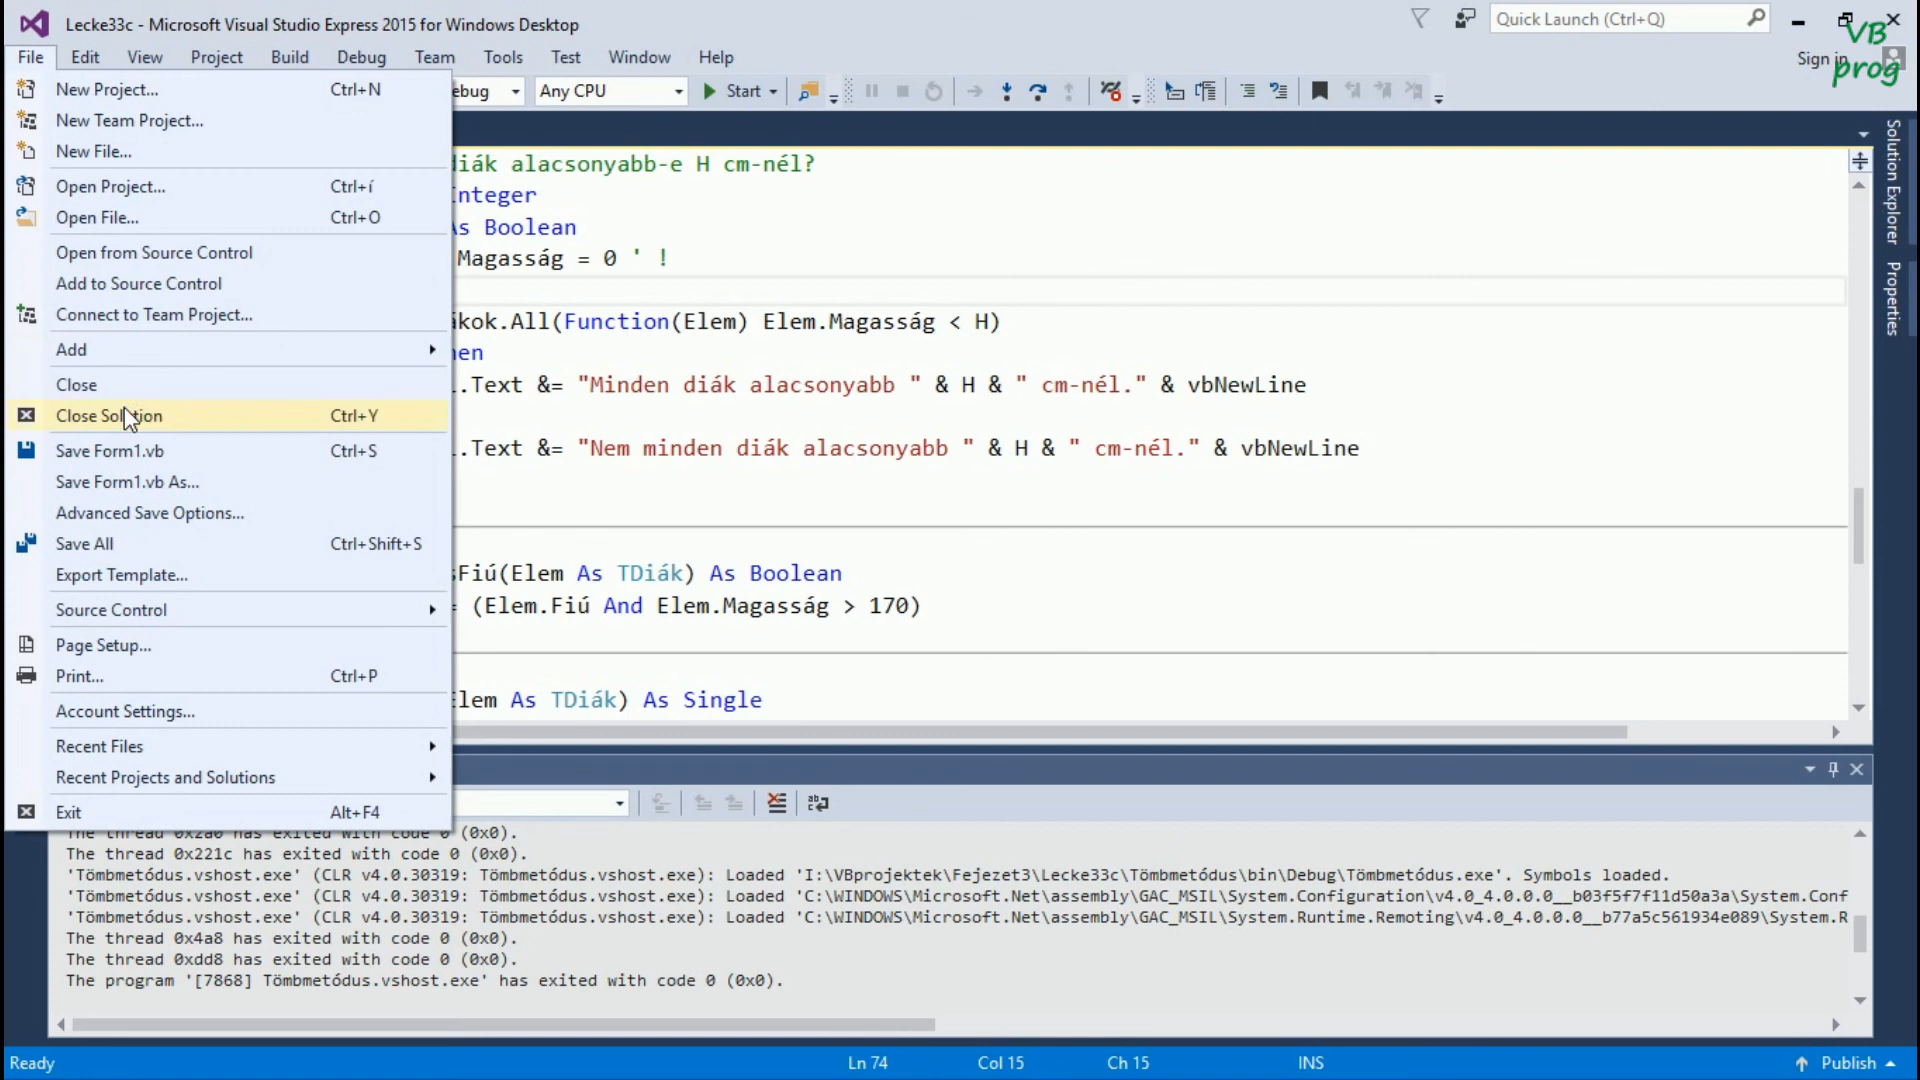 Lecke33c - Microsoft Visual Studio Express 2015 for Windows Desktop
Quick Launch (Ctrl+Q)
VB
prog
File Edit View Project Build Debug Team Tools Test Window Help
Sign in
New Project... Ctrl+N
ebug Any CPU Start
New Team Project...
New File...
Open Project... Ctrl+í
Open File... Ctrl+O
Open from Source Control
Add to Source Control
Connect to Team Project...
Add
Close
Close Solution Ctrl+Y
Save Form1.vb Ctrl+S
Save Form1.vb As...
Advanced Save Options...
Save All Ctrl+Shift+S
Export Template...
Source Control
Page Setup...
Print... Ctrl+P
Account Settings...
Recent Files
Recent Projects and Solutions
Exit Alt+F4
diák alacsonyabb-e H cm-nél?
Integer
As Boolean
Magasság = 0 ' !
ákok.All(Function(Elem) Elem.Magasság < H)
hen
.Text &= "Minden diák alacsonyabb " & H & " cm-nél." & vbNewLine
.Text &= "Nem minden diák alacsonyabb " & H & " cm-nél." & vbNewLine
sFiú(Elem As TDiák) As Boolean
= (Elem.Fiú And Elem.Magasság > 170)
Elem As TDiák) As Single
Solution Explorer
Properties
The thread 0x2a0 has exited with code 0 (0x0).
The thread 0x221c has exited with code 0 (0x0).
'Tömbmetódus.vshost.exe' (CLR v4.0.30319: Tömbmetódus.vshost.exe): Loaded 'I:\VBprojektek\Fejezet3\Lecke33c\Tömbmetódus\bin\Debug\Tömbmetódus.exe'. Symbols loaded.
'Tömbmetódus.vshost.exe' (CLR v4.0.30319: Tömbmetódus.vshost.exe): Loaded 'C:\WINDOWS\Microsoft.Net\assembly\GAC_MSIL\System.Configuration\v4.0_4.0.0.0__b03f5f7f11d50a3a\System.Conf
'Tömbmetódus.vshost.exe' (CLR v4.0.30319: Tömbmetódus.vshost.exe): Loaded 'C:\WINDOWS\Microsoft.Net\assembly\GAC_MSIL\System.Runtime.Remoting\v4.0_4.0.0.0__b77a5c561934e089\System.R
The thread 0x4a8 has exited with code 0 (0x0).
The thread 0xdd8 has exited with code 0 (0x0).
The program '[7868] Tömbmetódus.vshost.exe' has exited with code 0 (0x0).
Ready Ln 74 Col 15 Ch 15 INS Publish